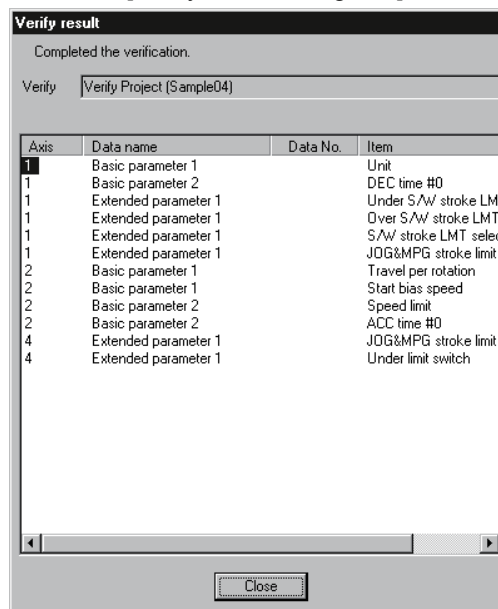 Verify result
Completed the verification.
Verify Verify Project (Sample04)
Axis Data name Data No. Item
1 Basic parameter 1 Unit
1 Basic parameter 2 DEC time #0
1 Extended parameter 1 Under S/W stroke LM
1 Extended parameter 1 Over S/W stroke LMT
1 Extended parameter 1 S/W stroke LMT selec
1 Extended parameter 1 JOG&MPG stroke limit
2 Basic parameter 1 Travel per rotation
2 Basic parameter 1 Start bias speed
2 Basic parameter 2 Speed limit
2 Basic parameter 2 ACC time #0
4 Extended parameter 1 JOG&MPG stroke limit
4 Extended parameter 1 Under limit switch
Close